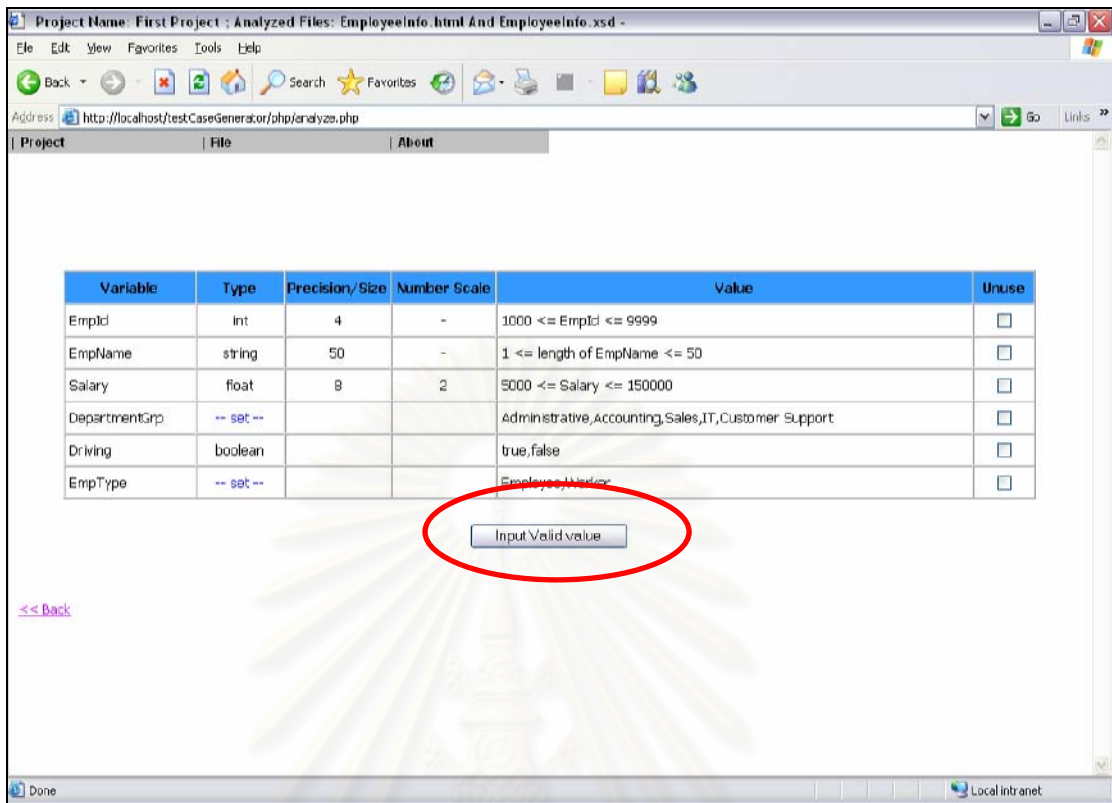 Project Name: First Project ; Analyzed Files: EmployeeInfo.html And EmployeeInfo.xsd -
File Edit View Favorites Tools Help
Back Search Favorites
Address http://localhost/testCaseGenerator/php/analyze.php Go Links »
| Project | File | About
Variable Type Precision/Size Number Scale Value Unuse
EmpId int 4 - 1000 <= EmpId <= 9999
EmpName string 50 - 1 <= length of EmpName <= 50
Salary float 8 2 5000 <= Salary <= 150000
DepartmentGrp -- set -- Administrative,Accounting,Sales,IT,Customer Support
Driving boolean true,false
EmpType -- set -- Employee,Worker
Input Valid value
<< Back
Done Local intranet